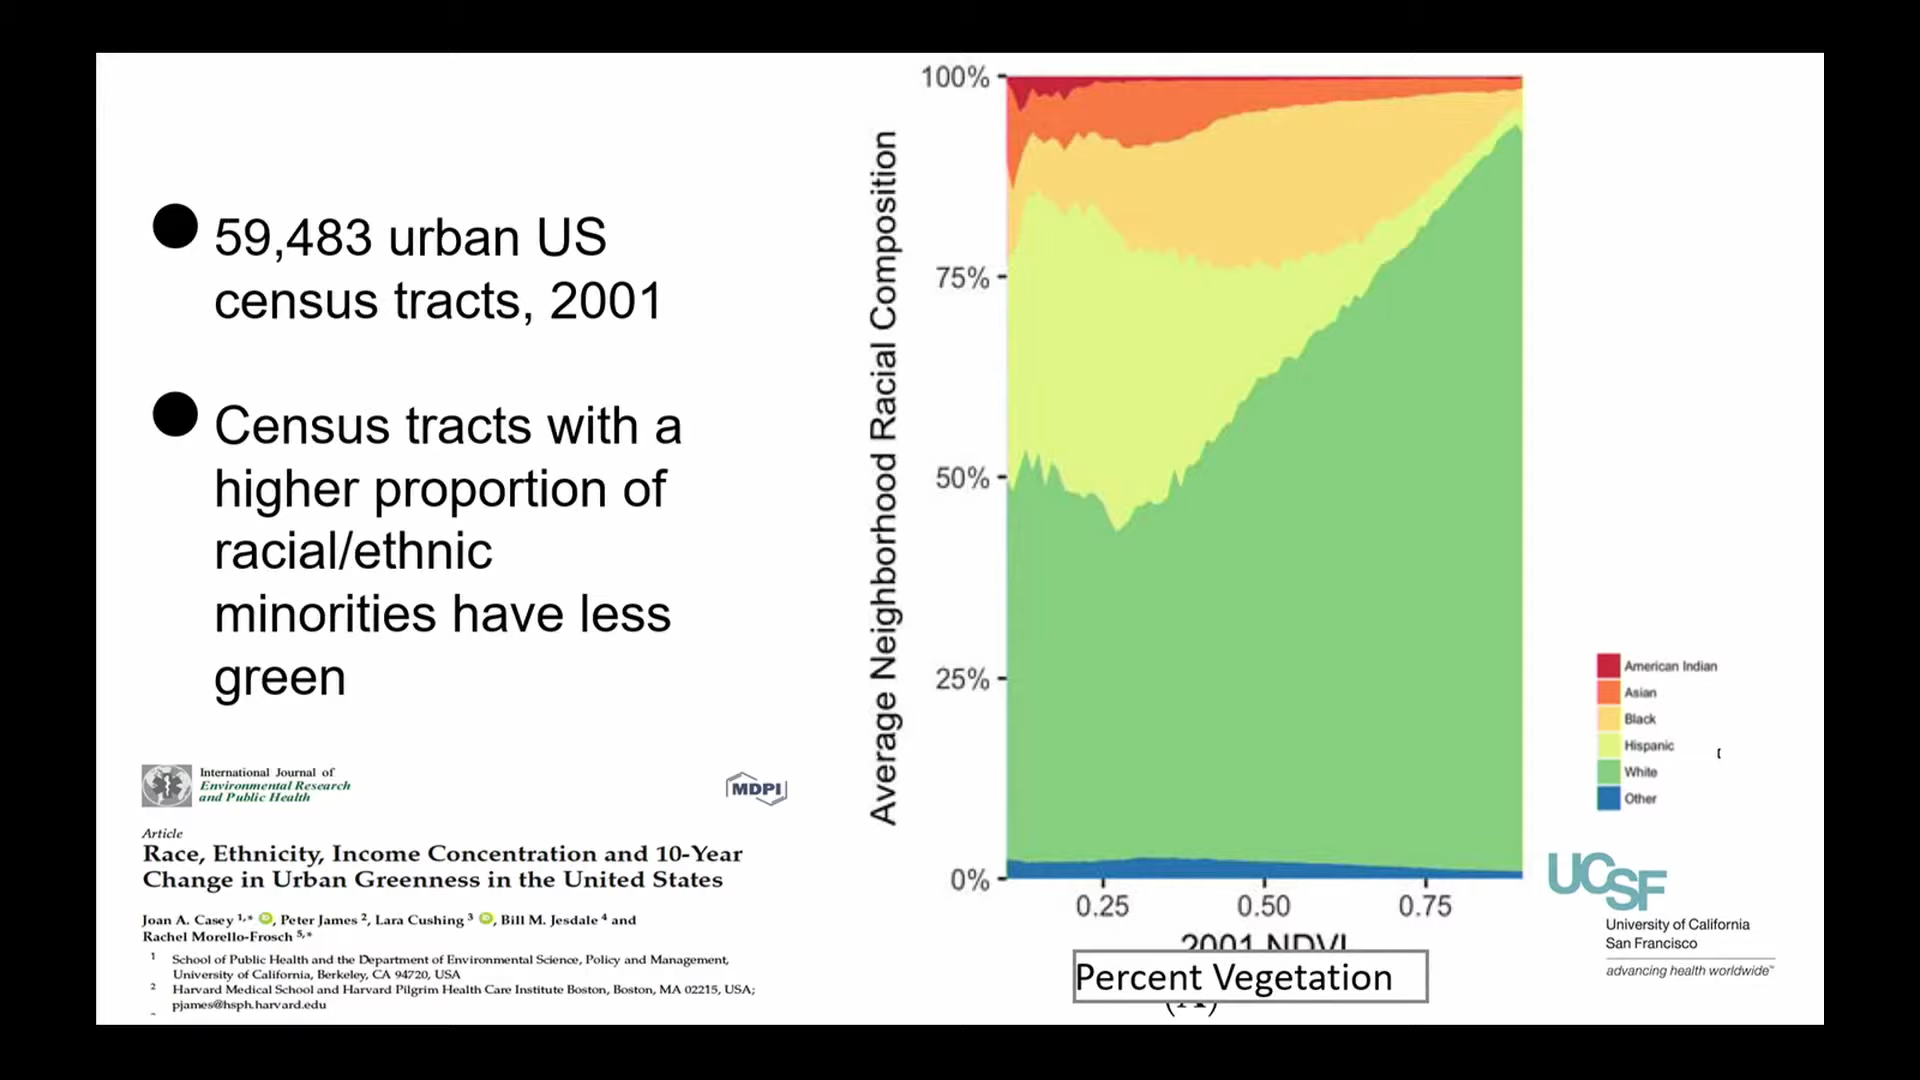 59,483 urban US
census tracts, 2001
Census tracts with a
higher proportion of
racial/ethnic
minorities have less
green
International Journal of
Environmental Research
and Public Health
MDPI
Article
Race, Ethnicity, Income Concentration and 10-Year
Change in Urban Greenness in the United States
Joan A. Casey 1,*, Peter James 2, Lara Cushing 3, Bill M. Jesdale 4 and
Rachel Morello-Frosch 5,*
1 School of Public Health and the Department of Environmental Science, Policy and Management,
University of California, Berkeley, CA 94720, USA
2 Harvard Medical School and Harvard Pilgrim Health Care Institute Boston, Boston, MA 02215, USA;
pjames@hsph.harvard.edu
Average Neighborhood Racial Composition
100%
75%
50%
25%
0%
0.25 0.50 0.75
2001 NDVI
Percent Vegetation
(A)
American Indian
Asian
Black
Hispanic
White
Other
UCSF
University of California
San Francisco
advancing health worldwide™